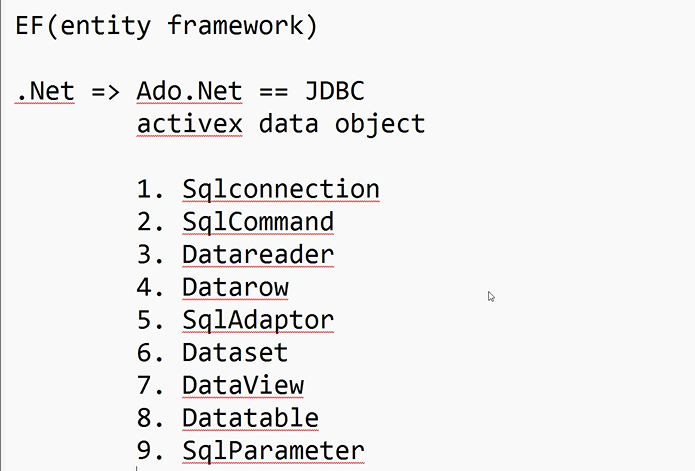 EF(entity framework)
.Net => Ado.Net == JDBC
activex data object
1. Sqlconnection
2. SqlCommand
3. Datareader
4. Datarow
5. SqlAdaptor
6. Dataset
7. DataView
8. Datatable
9. SqlParameter